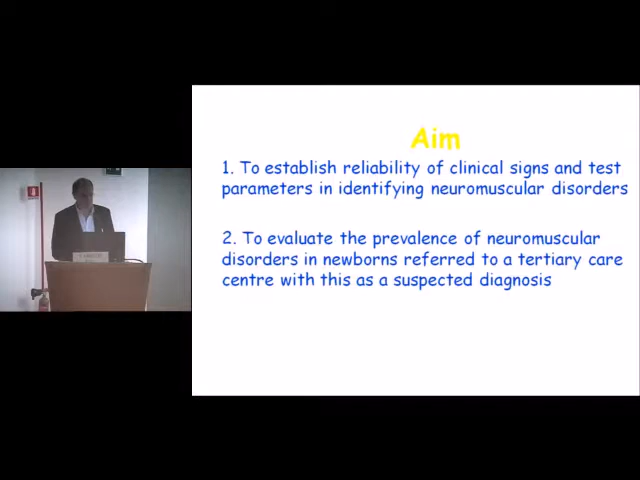 Aim
1. To establish reliability of clinical signs and test
parameters in identifying neuromuscular disorders
2. To evaluate the prevalence of neuromuscular
disorders in newborns referred to a tertiary care
centre with this as a suspected diagnosis